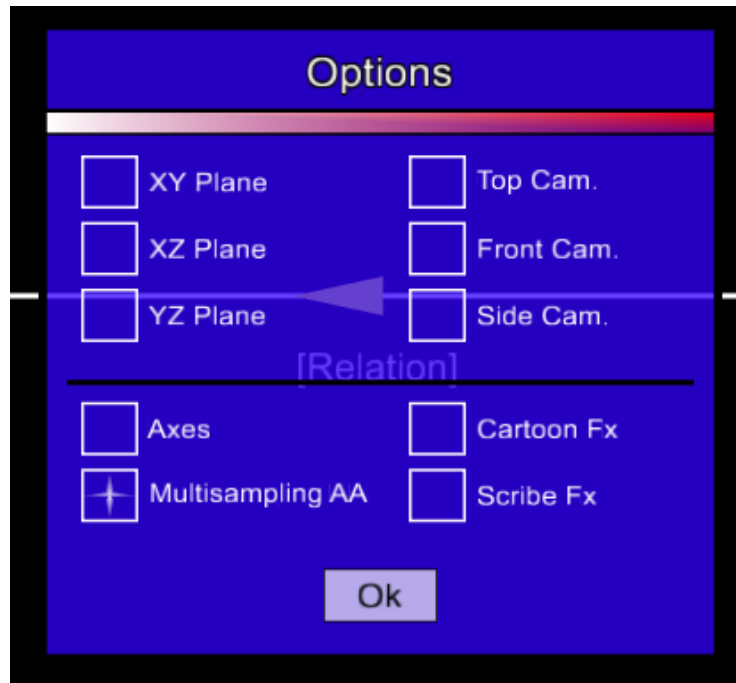 Options
XY Plane
Top Cam.
XZ Plane
Front Cam.
YZ Plane
Side Cam.
[Relation]
Axes
Cartoon Fx
Multisampling AA
Scribe Fx
Ok